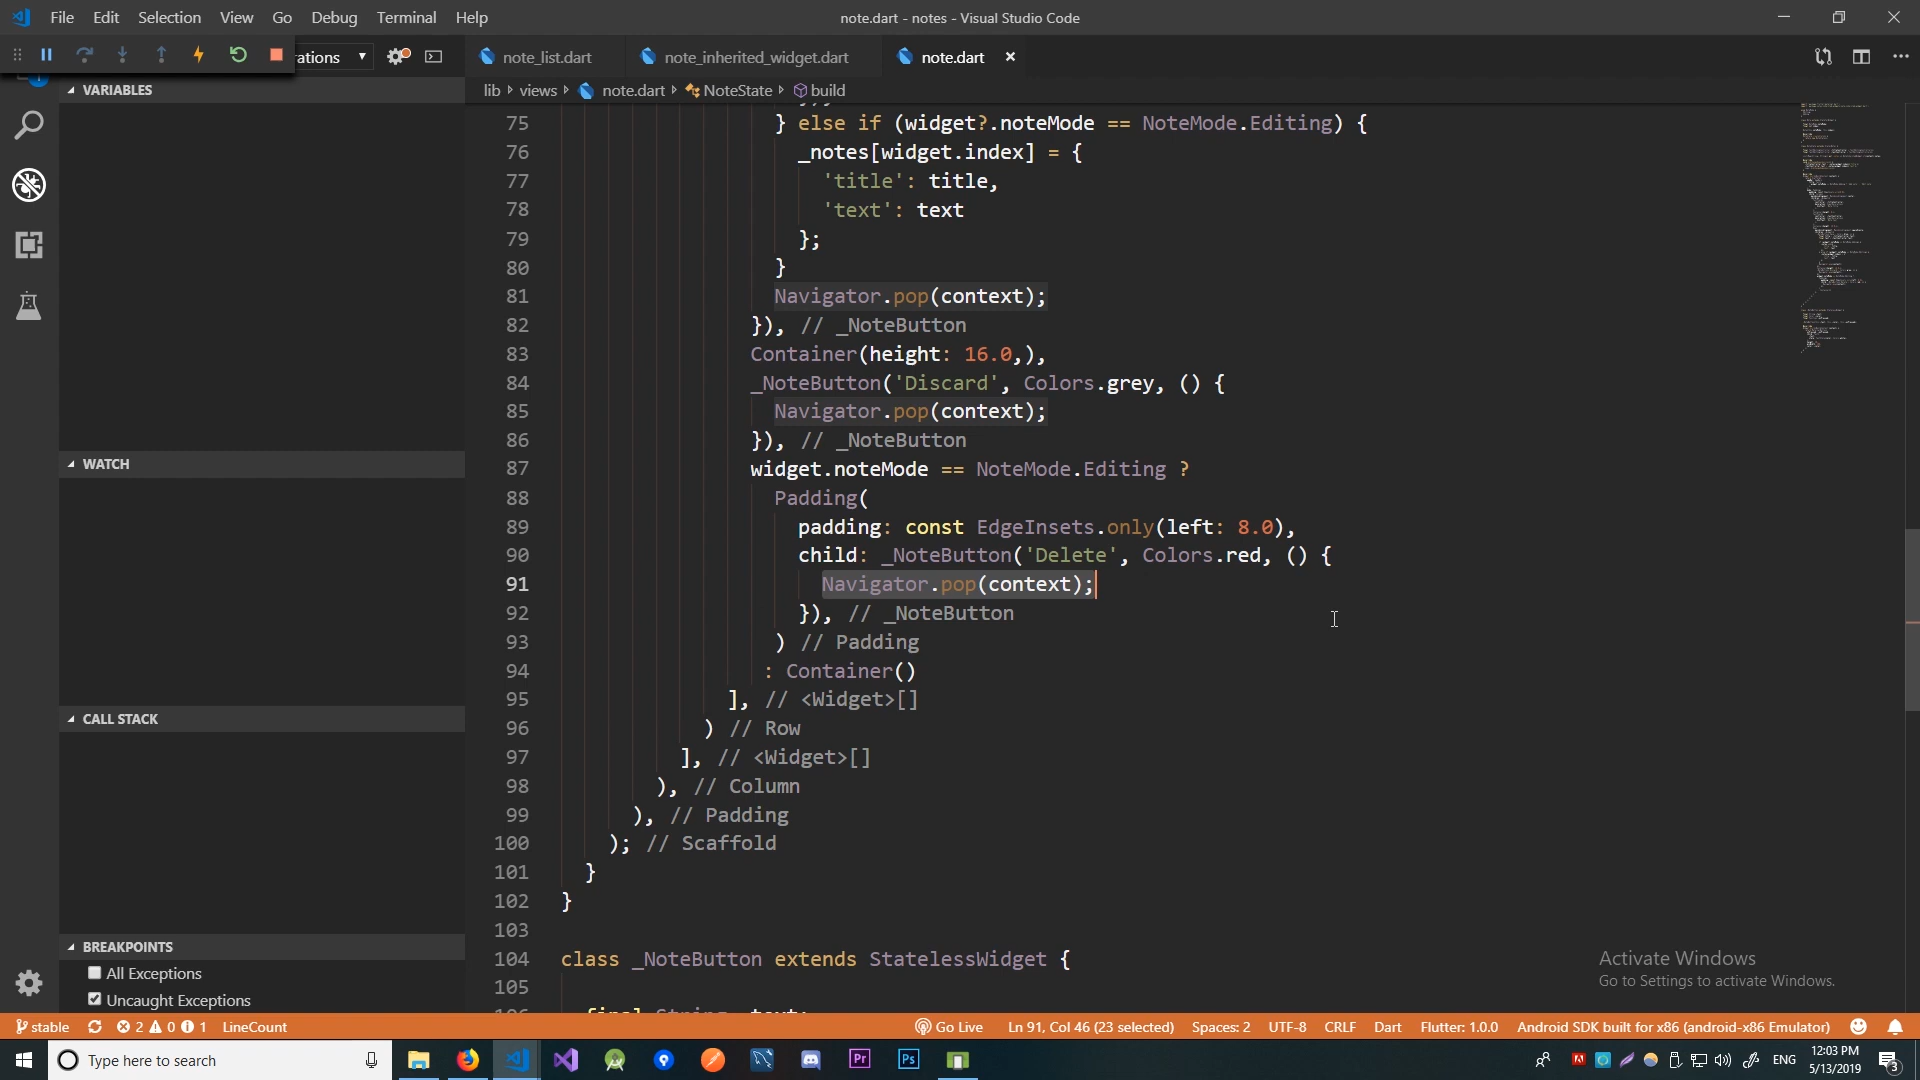 File Edit Selection View Go Debug Terminal Help
note.dart - notes - Visual Studio Code
ations
note_list.dart
note_inherited_widget.dart
note.dart
VARIABLES
lib views note.dart NoteState build
75 } else if (widget?.noteMode == NoteMode.Editing) {
76 _notes[widget.index] = {
77 'title': title,
78 'text': text
79 };
80 }
81 Navigator.pop(context);
82 }), // _NoteButton
83 Container(height: 16.0,),
84 _NoteButton('Discard', Colors.grey, () {
85 Navigator.pop(context);
86 }), // _NoteButton
87 widget.noteMode == NoteMode.Editing ?
88 Padding(
89 padding: const EdgeInsets.only(left: 8.0),
90 child: _NoteButton('Delete', Colors.red, () {
91 Navigator.pop(context);
92 }), // _NoteButton
93 ) // Padding
94 : Container()
95 ], // <Widget>[]
96 ) // Row
97 ], // <Widget>[]
98 ), // Column
99 ), // Padding
100 ); // Scaffold
101 }
102 }
103
104 class _NoteButton extends StatelessWidget {
105
WATCH
CALL STACK
BREAKPOINTS
All Exceptions
Uncaught Exceptions
Activate Windows
Go to Settings to activate Windows.
stable 2 0 1 LineCount
Go Live Ln 91, Col 46 (23 selected) Spaces: 2 UTF-8 CRLF Dart Flutter: 1.0.0 Android SDK built for x86 (android-x86 Emulator)
Type here to search
Pr
Ps
ENG
12:03 PM
5/13/2019
3